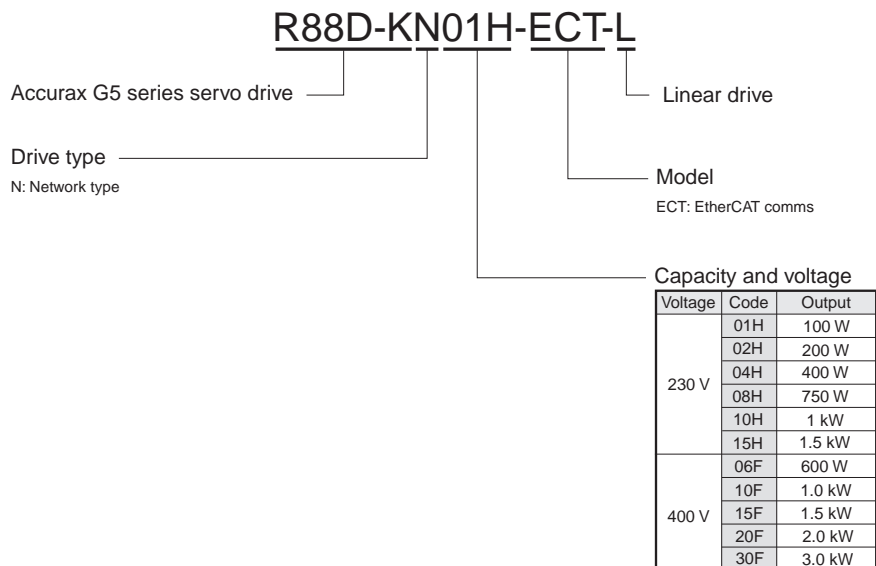 R88D-KN01H-ECT-L
Accurax G5 series servo drive
Linear drive
Drive type
N: Network type
Model
ECT: EtherCAT comms
Capacity and voltage
Voltage Code Output
230 V
01H 100 W
02H 200 W
04H 400 W
08H 750 W
10H 1 kW
15H 1.5 kW
400 V
06F 600 W
10F 1.0 kW
15F 1.5 kW
20F 2.0 kW
30F 3.0 kW